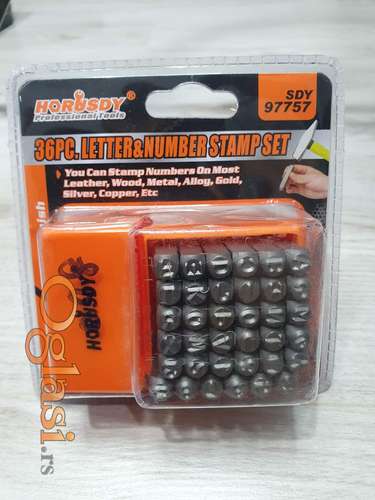 HORUSDY®
Professional Tools
SDY
97757
36PC. LETTER&NUMBER STAMP SET
You Can Stamp Numbers On Most
Leather, Wood, Metal, Alloy, Gold,
Silver, Copper, Etc
HORUSDY
Oglasi.rs